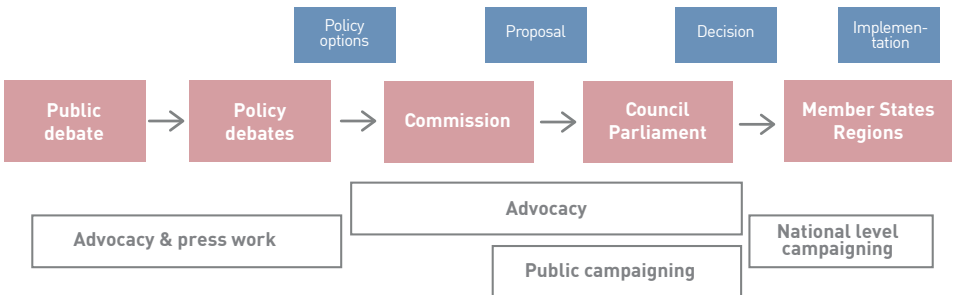 Policy
options
Proposal
Decision
Implemen-
tation
Public
debate
Policy
debates
Commission
Council
Parliament
Member States
Regions
Advocacy
Advocacy & press work
National level
campaigning
Public campaigning